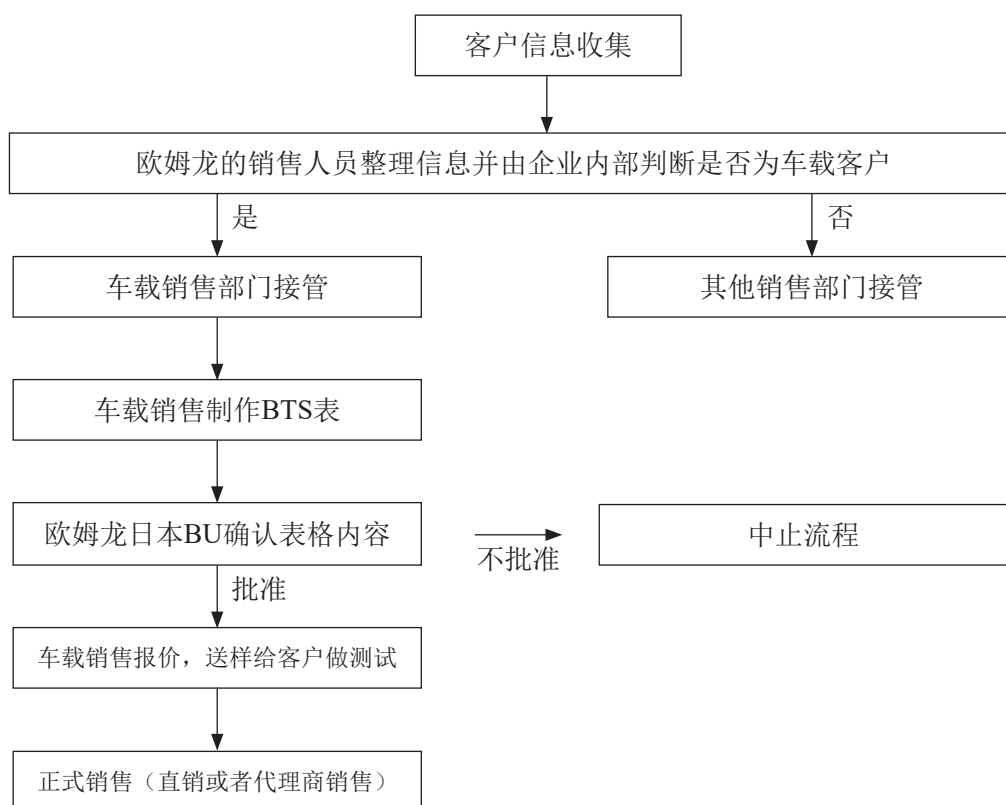 客户信息收集
欧姆龙的销售人员整理信息并由企业内部判断是否为车载客户
是
否
车载销售部门接管
其他销售部门接管
车载销售制作BTS表
欧姆龙日本BU确认表格内容
不批准
中止流程
批准
车载销售报价，送样给客户做测试
正式销售（直销或者代理商销售）